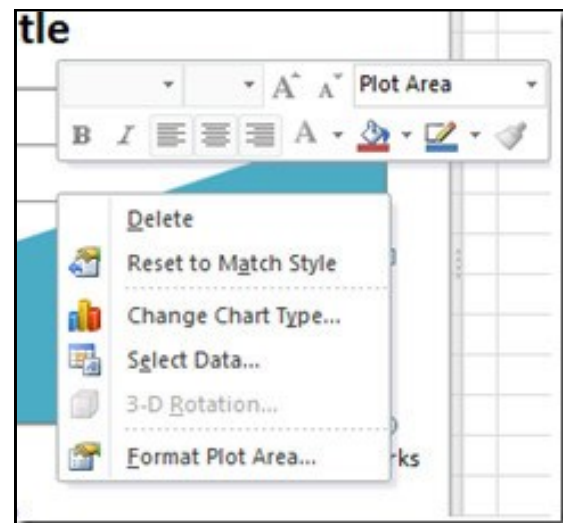 tle
A A Plot Area
B I A
Delete
Reset to Match Style
Change Chart Type...
Select Data...
3-D Rotation...
Format Plot Area...
rks